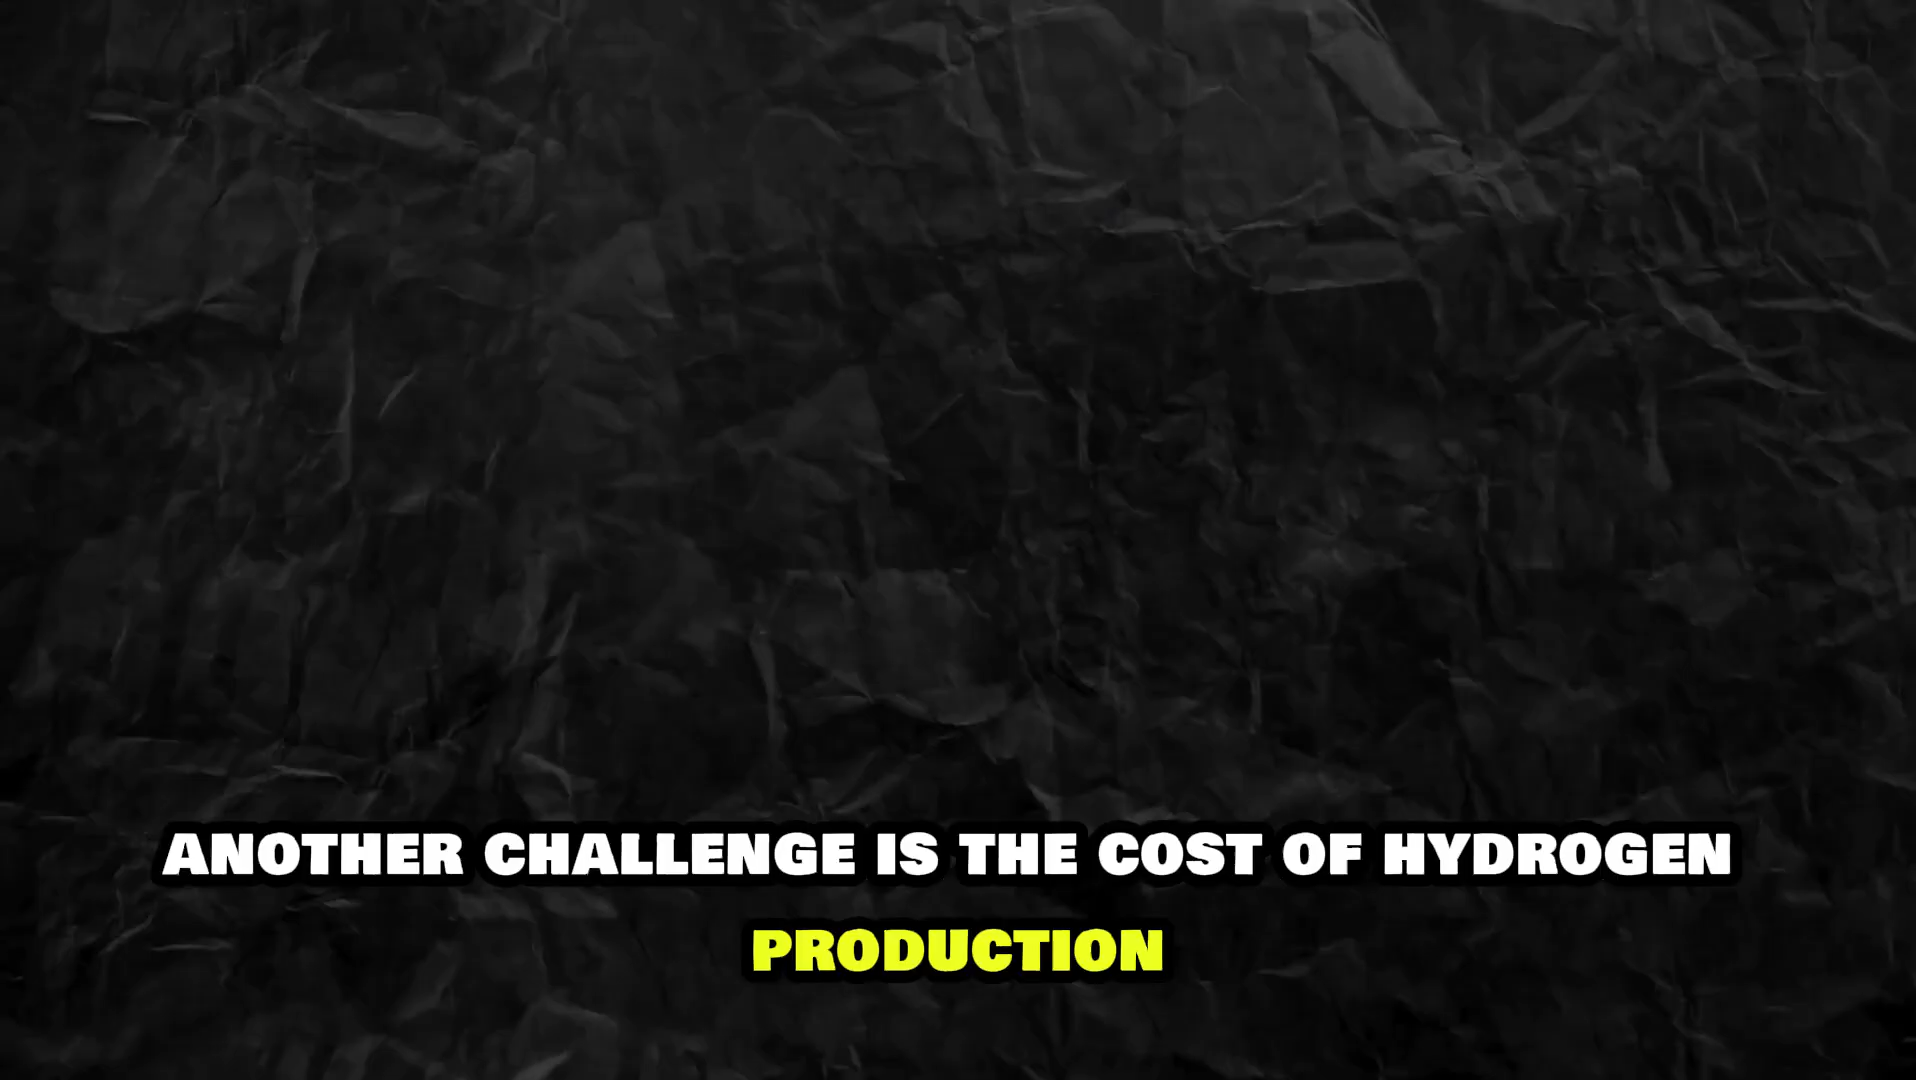 ANOTHER CHALLENGE IS THE COST OF HYDROGEN
PRODUCTION